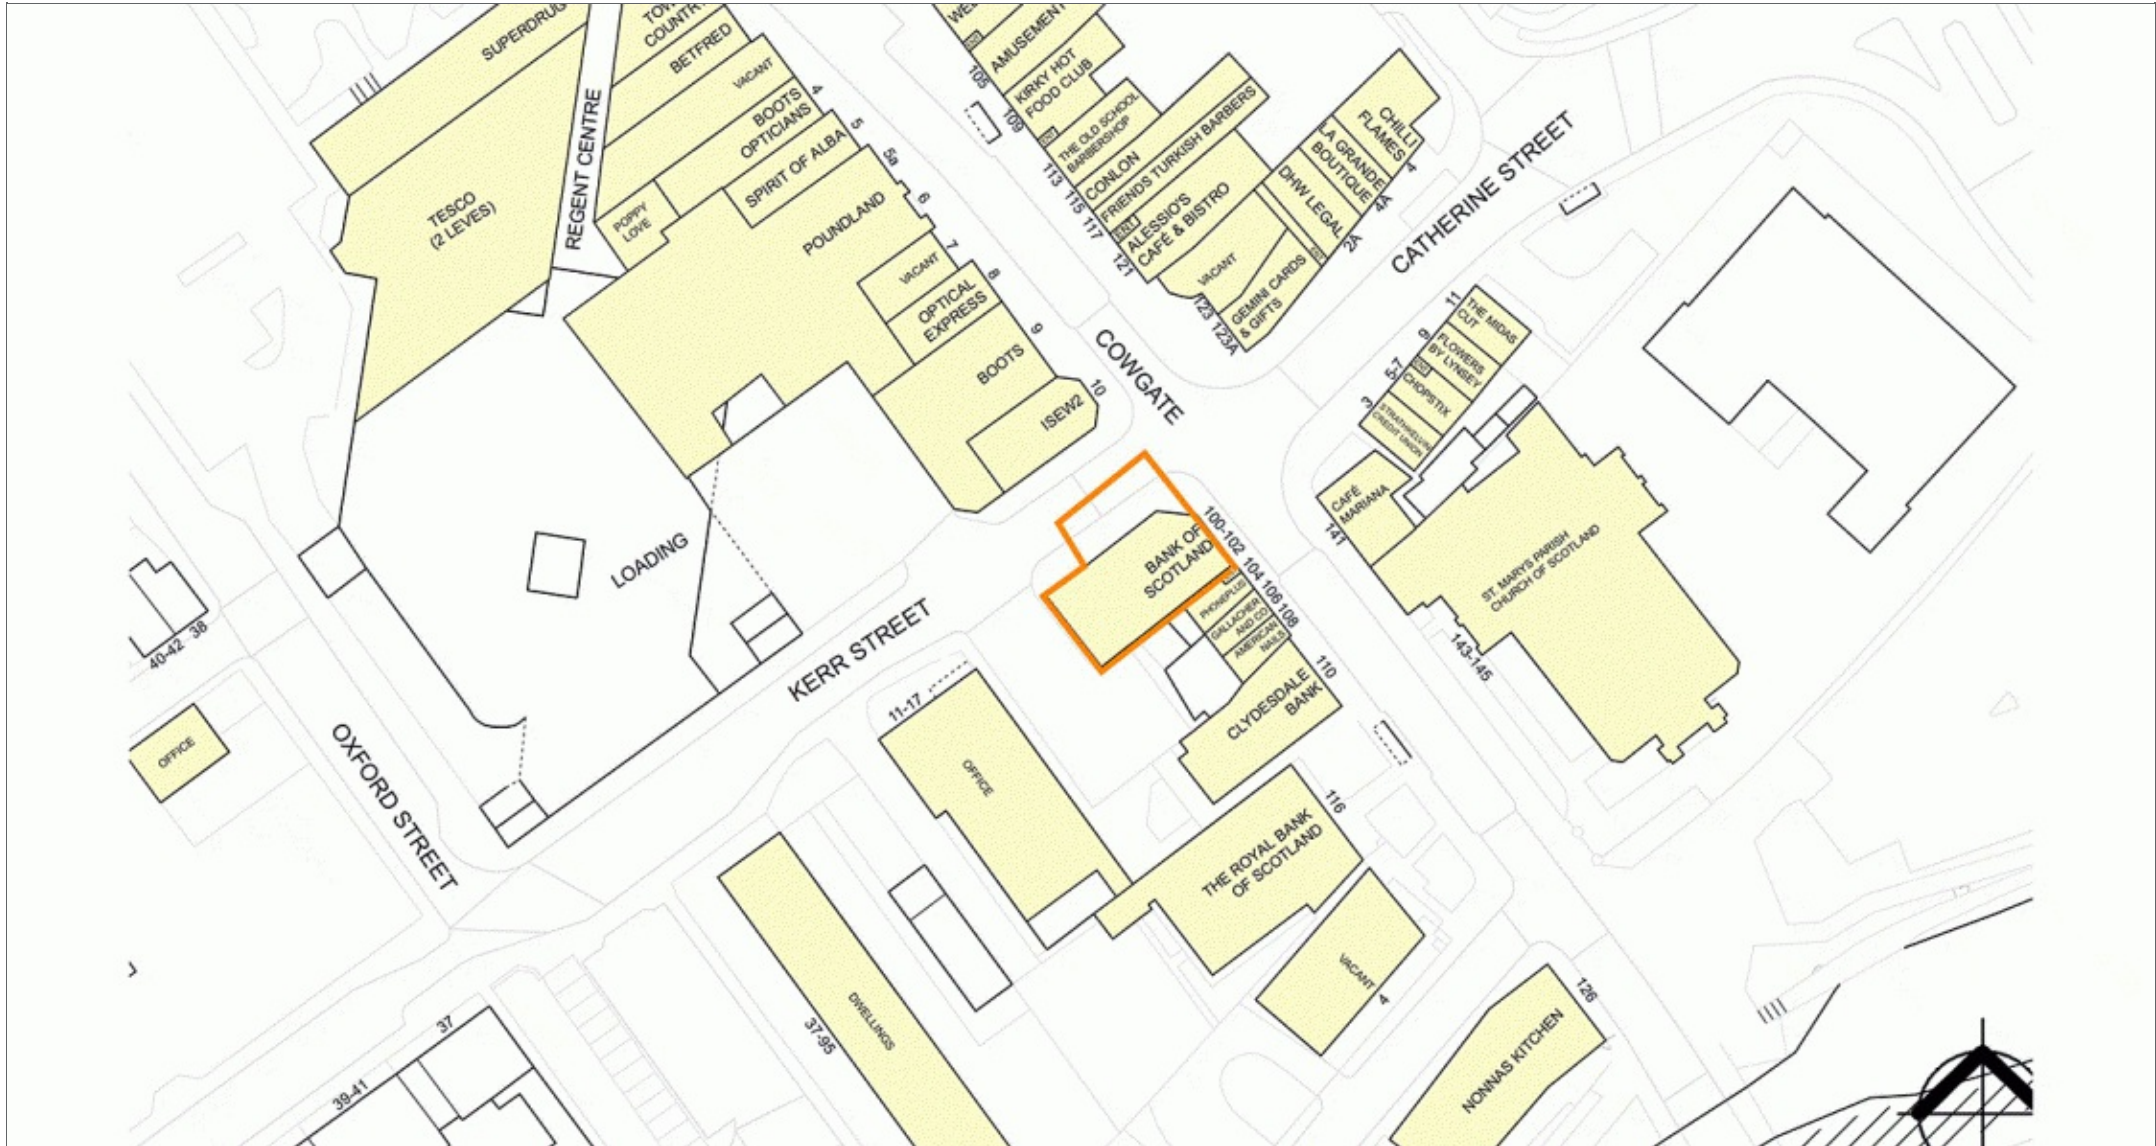 SUPERDRUG
TESCO
(2 LEVES)
REGENT CENTRE
BETFRED
VACANT
BOOTS
OPTICIANS
4
SPIRIT OF ALBA
5
5a
POPPY
LOVE
POUNDLAND
6
VACANT
7
OPTICAL
EXPRESS
8
BOOTS
9
ISEW2
10
AMUSEMENT
105
KIRKY HOT
FOOD CLUB
109
ENT
THE OLD SCHOOL
BARBERSHOP
113
CONLON
115
FRIENDS TURKISH BARBERS
117
ENT
ALESSIO'S
CAFÉ & BISTRO
121
VACANT
123
GEMINI CARDS
& GIFTS
123A
DHW LEGAL
2A
LA GRANDE
BOUTIQUE
4A
CHILLI
FLAMES
4
CATHERINE STREET
COWGATE
11
THE MIDAS
CUT
9
FLOWERS
BY LYNSEY
5-7
ENT
CHOPSTIX
3
STRATHKELVIN
CREDIT UNION
CAFÉ
MARIANA
141
ST. MARYS PARISH
CHURCH OF SCOTLAND
143-145
BANK OF
SCOTLAND
100-102
104
PHONEPLUS
106
GALLACHER
AND CO
108
AMERICAN
NAILS
110
CLYDESDALE
BANK
LOADING
KERR STREET
40-42
38
OFFICE
OXFORD STREET
11-17
OFFICE
116
THE ROYAL BANK
OF SCOTLAND
VACANT
4
DWELLINGS
37-95
37
39-41
126
NONNAS KITCHEN